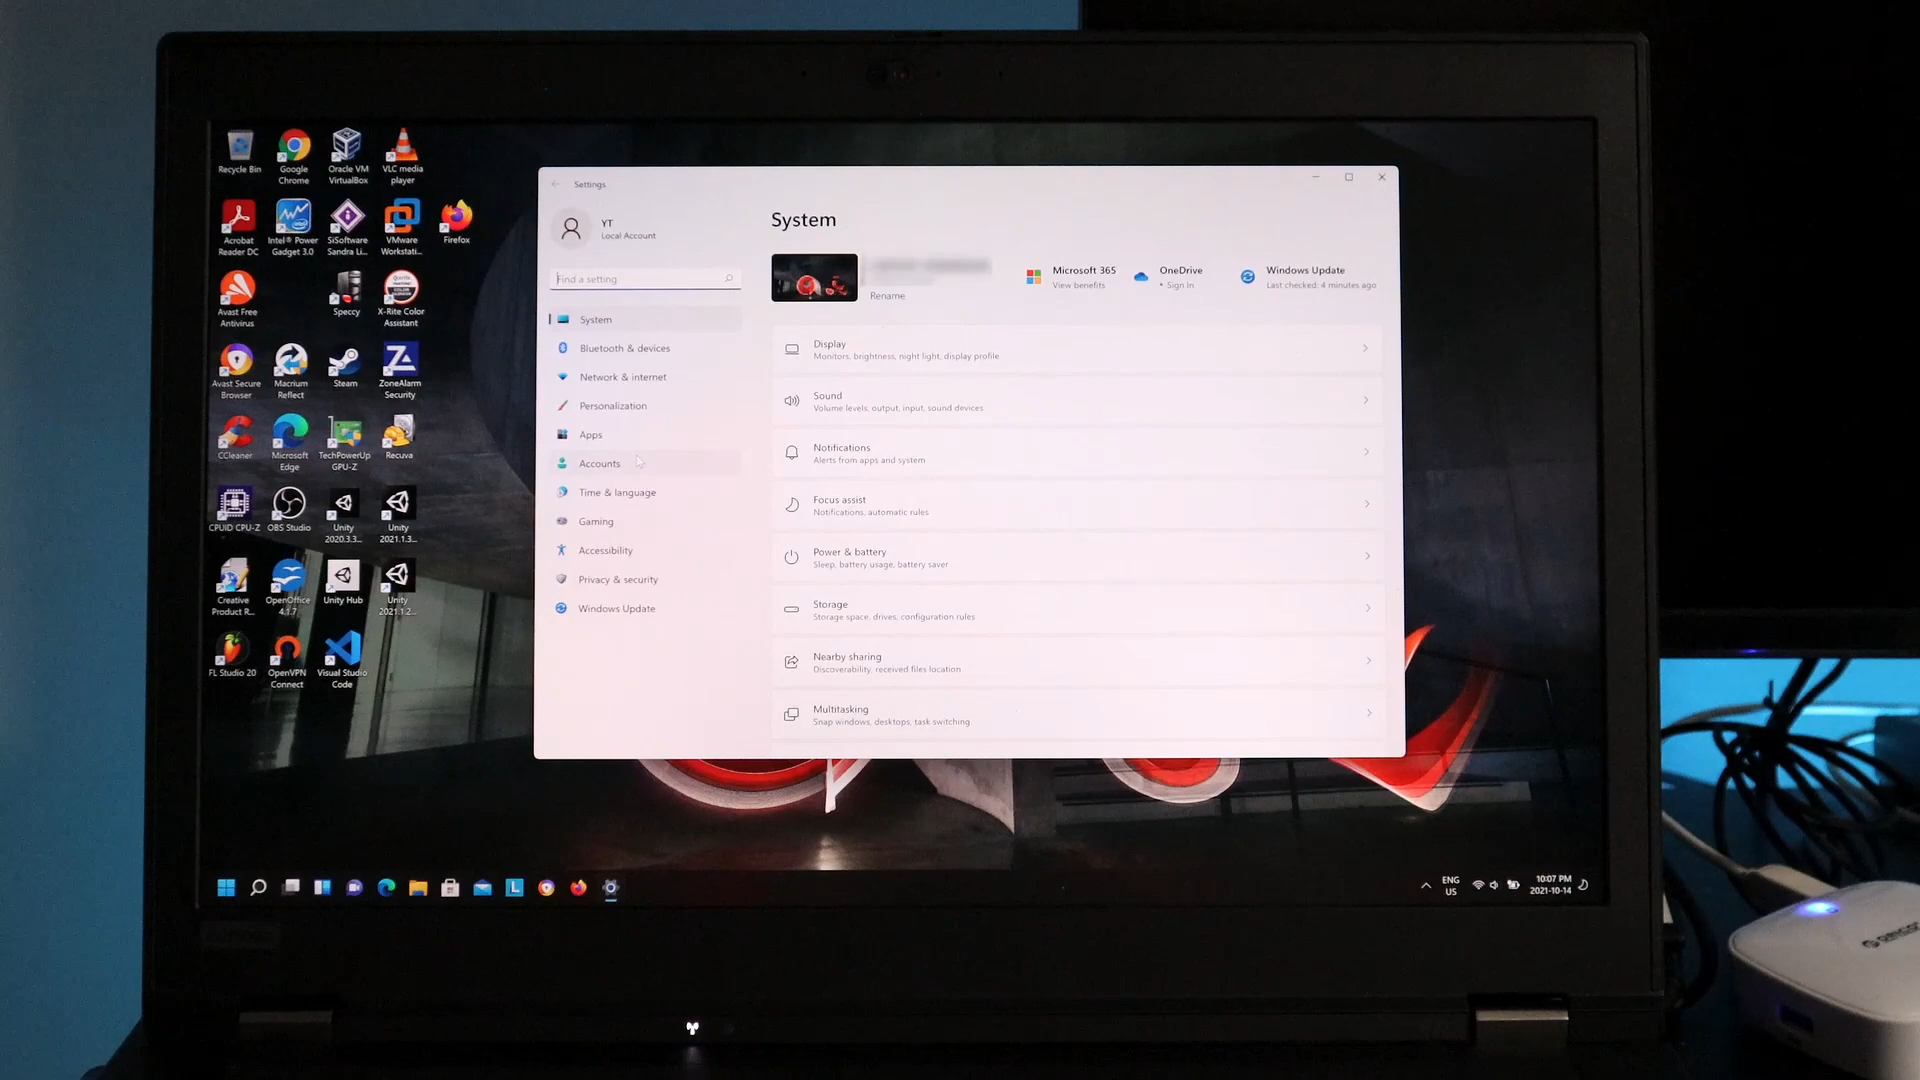 Recycle Bin
Google
Chrome
Oracle VM
VirtualBox
VLC media
player
Acrobat
Reader DC
Intel® Power
Gadget 3.0
SiSoftware
Sandra Li...
VMware
Workstati...
Firefox
Avast Free
Antivirus
Speccy
X-Rite Color
Assistant
Avast Secure
Browser
Macrium
Reflect
Steam
ZoneAlarm
Security
CCleaner
Microsoft
Edge
TechPowerUp
GPU-Z
Recuva
CPUID CPU-Z
OBS Studio
Unity
2020.3.3...
Unity
2021.1.3...
Creative
Product R...
OpenOffice
4.1.7
Unity Hub
Unity
2021.1.2...
FL Studio 20
OpenVPN
Connect
Visual Studio
Code
Settings
YT
Local Account
Find a setting
System
Bluetooth & devices
Network & internet
Personalization
Apps
Accounts
Time & language
Gaming
Accessibility
Privacy & security
Windows Update
System
Rename
Microsoft 365
View benefits
OneDrive
• Sign In
Windows Update
Last checked: 4 minutes ago
Display
Monitors, brightness, night light, display profile
Sound
Volume levels, output, input, sound devices
Notifications
Alerts from apps and system
Focus assist
Notifications, automatic rules
Power & battery
Sleep, battery usage, battery saver
Storage
Storage space, drives, configuration rules
Nearby sharing
Discoverability, received files location
Multitasking
Snap windows, desktops, task switching
ENG
US
10:07 PM
2021-10-14